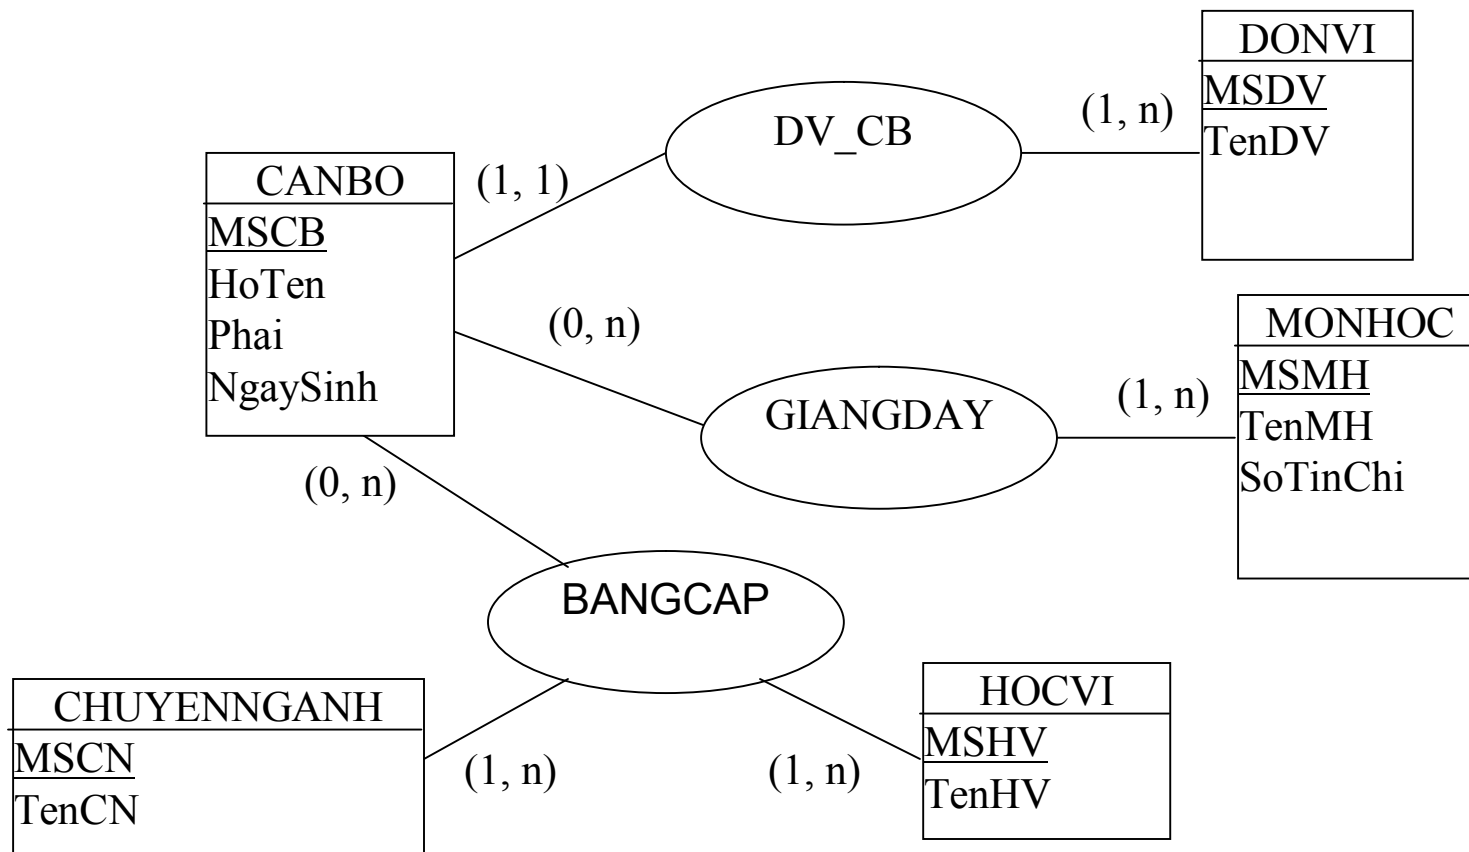 DONVI
MSDV
TenDV
(1, n)
DV_CB
(1, 1)
CANBO
MSCB
HoTen
Phai
NgaySinh
(0, n)
MONHOC
MSMH
TenMH
SoTinChi
(1, n)
GIANGDAY
(0, n)
BANGCAP
CHUYENNGANH
MSCN
TenCN
(1, n)
(1, n)
HOCVI
MSHV
TenHV